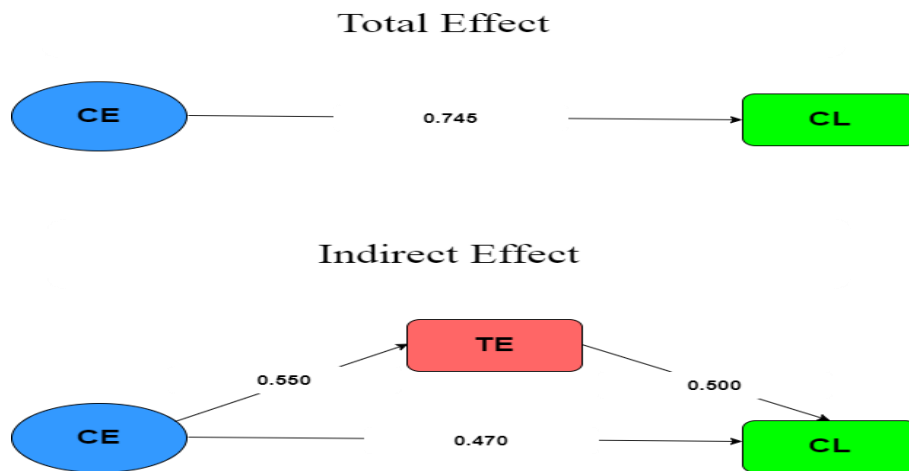 Total Effect
CE
0.745
CL
Indirect Effect
TE
0.550
0.500
CE
0.470
CL